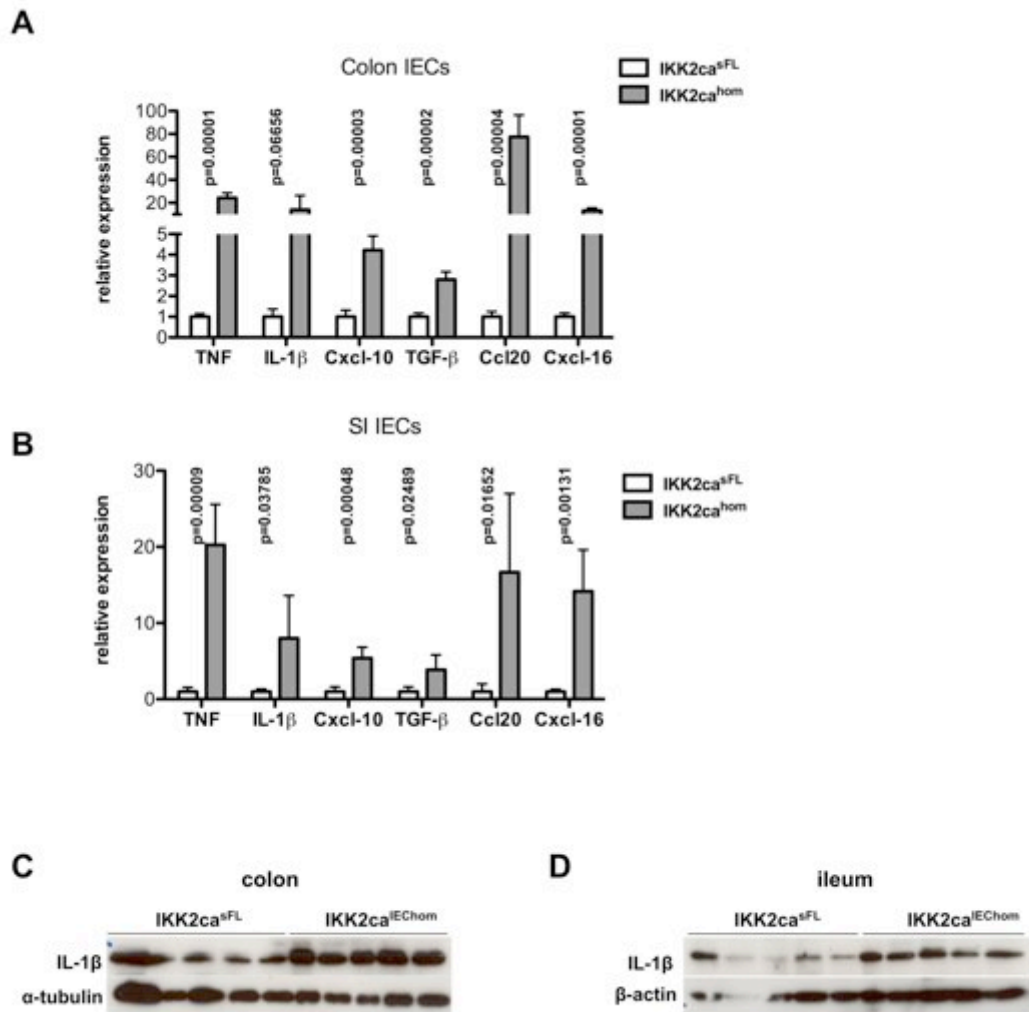 A
Colon IECs
IKK2ca^sFL
IKK2ca^hom
relative expression
100
80
60
40
20
5
4
3
2
1
0
p=0.00001
p=0.06656
p=0.00003
p=0.00002
p=0.00004
p=0.00001
TNF IL-1β Cxcl-10 TGF-β Ccl20 Cxcl-16
B
SI IECs
IKK2ca^sFL
IKK2ca^hom
relative expression
30
20
10
0
p=0.00009
p=0.03785
p=0.00048
p=0.02489
p=0.01652
p=0.00131
TNF IL-1β Cxcl-10 TGF-β Ccl20 Cxcl-16
C
colon
IKK2ca^sFL IKK2ca^IEChom
IL-1β
α-tubulin
D
ileum
IKK2ca^sFL IKK2ca^IEChom
IL-1β
β-actin